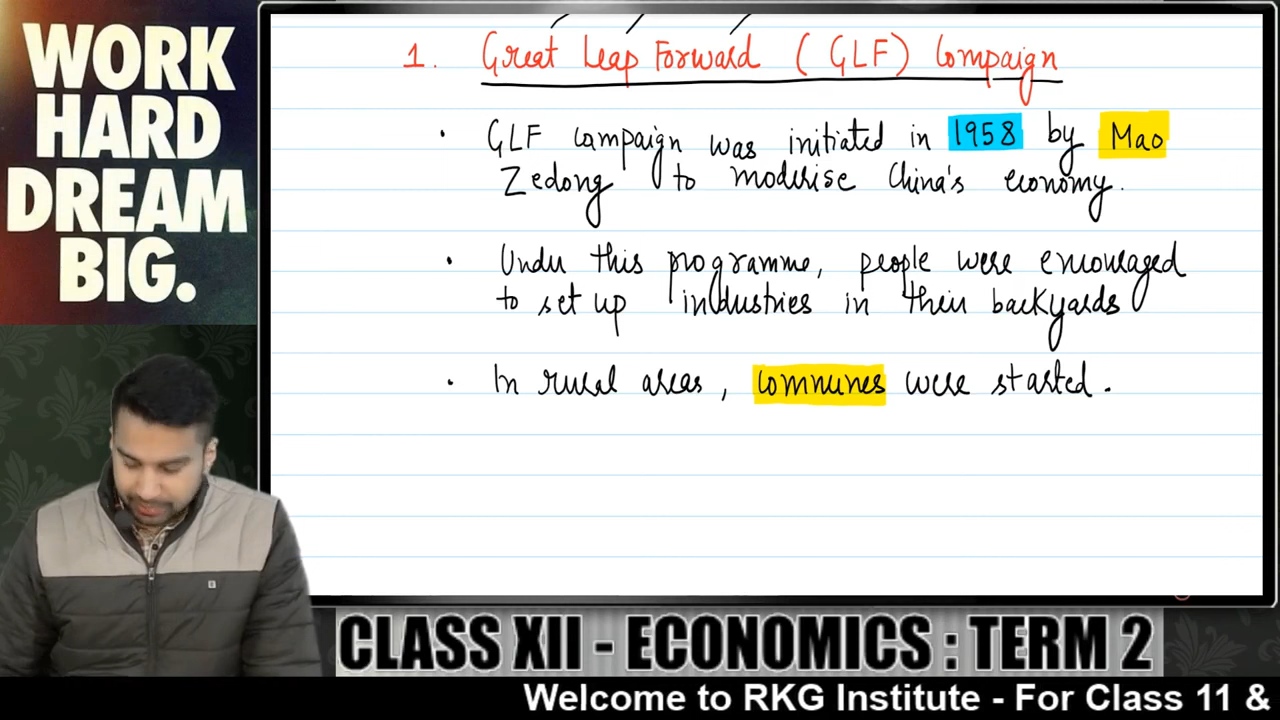 WORK
HARD
DREAM
BIG.
1. Great Leap Forward (GLF) Campaign
• GLF campaign was initiated in 1958 by Mao
Zedong to moderise China's economy.
• Under this programme, people were encouraged
to set up industries in their backyards
• In rural areas, communes were started.
CLASS XII - ECONOMICS : TERM 2
Welcome to RKG Institute - For Class 11 &